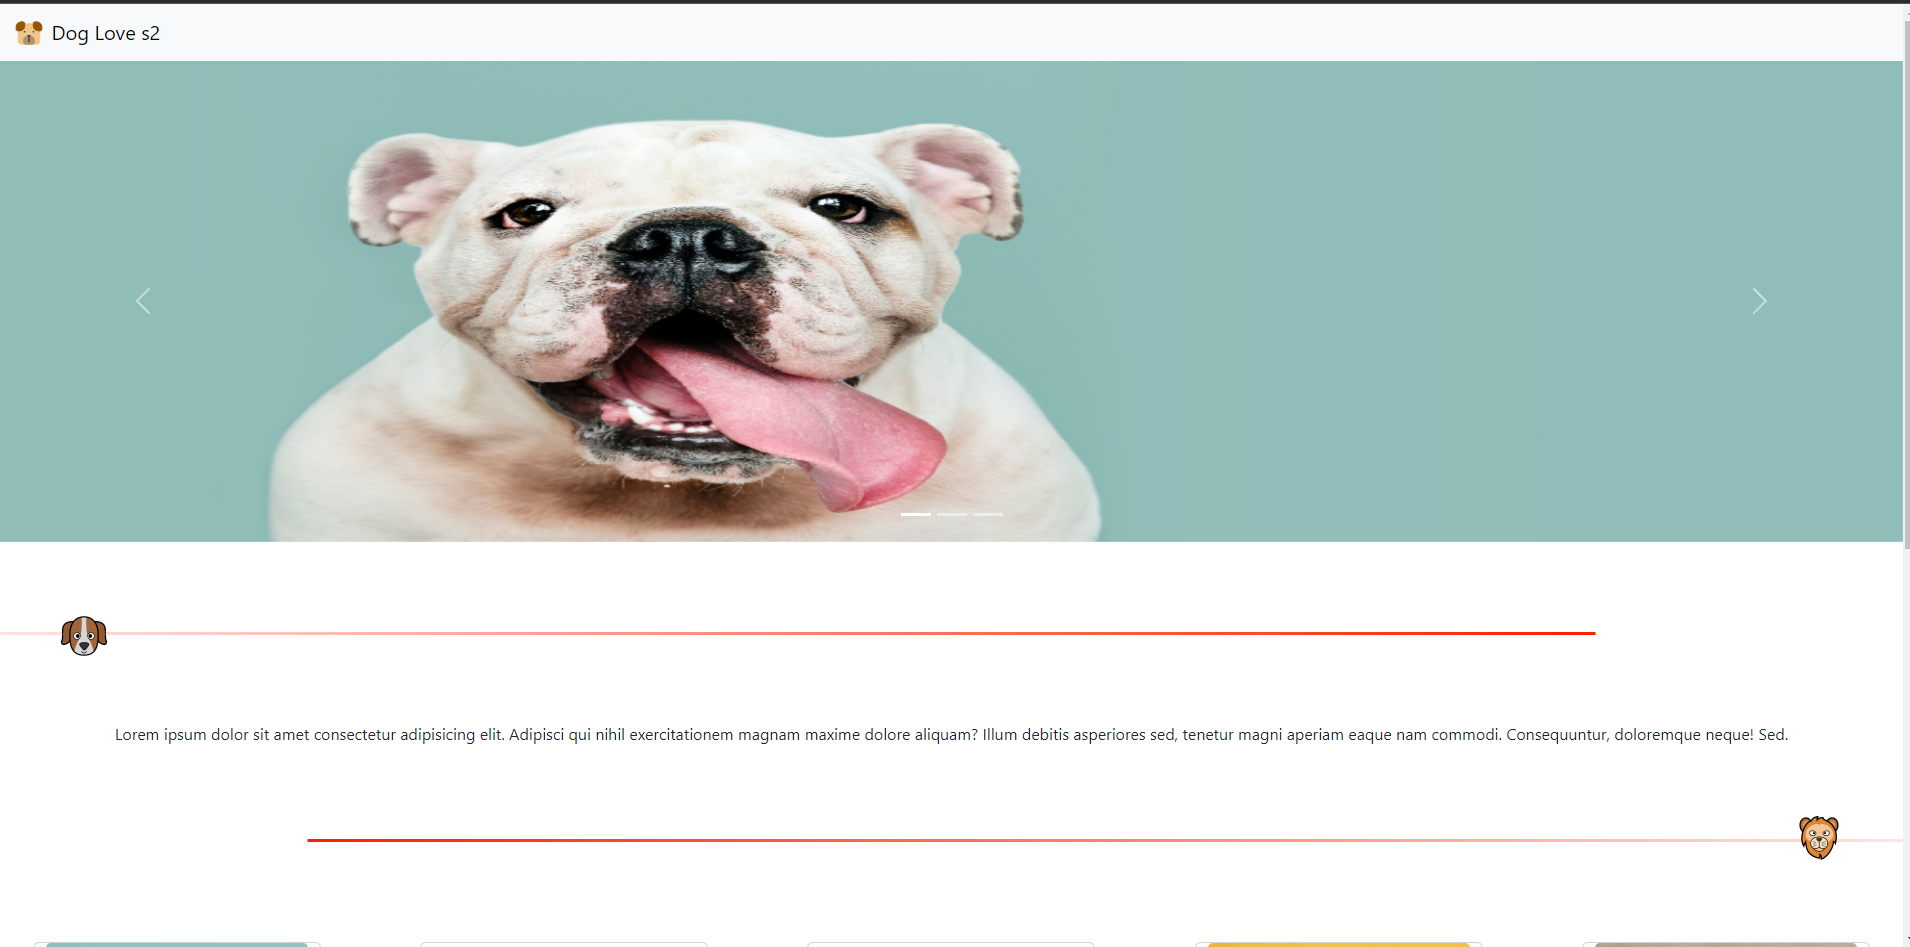 Dog Love s2
Lorem ipsum dolor sit amet consectetur adipisicing elit. Adipisci qui nihil exercitationem magnam maxime dolore aliquam? Illum debitis asperiores sed, tenetur magni aperiam eaque nam commodi. Consequuntur, doloremque neque! Sed.